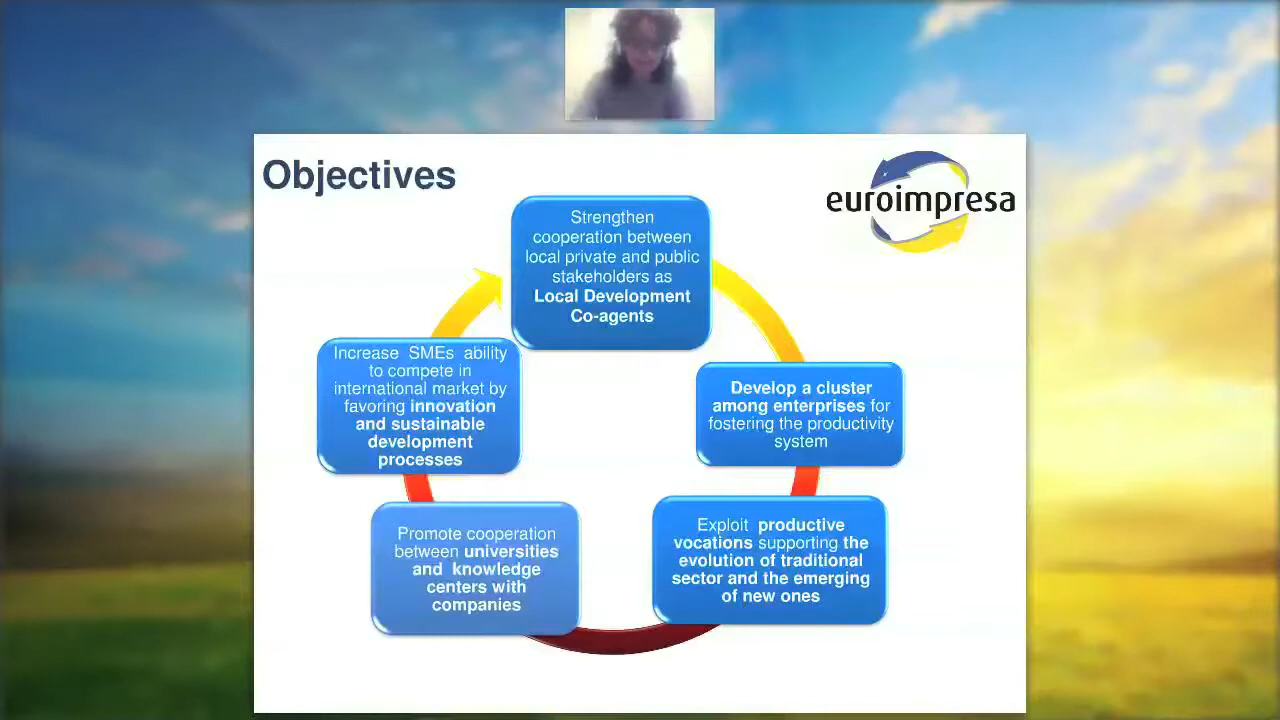 Objectives
euroimpresa
Strengthen
cooperation between
local private and public
stakeholders as
Local Development
Co-agents
Develop a cluster
among enterprises for
fostering the productivity
system
Exploit productive
vocations supporting the
evolution of traditional
sector and the emerging
of new ones
Promote cooperation
between universities
and knowledge
centers with
companies
Increase SMEs ability
to compete in
international market by
favoring innovation
and sustainable
development
processes